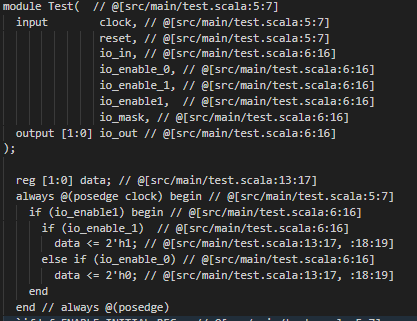 module Test(  // @[src/main/test.scala:5:7]
  input         clock, // @[src/main/test.scala:5:7]
                reset, // @[src/main/test.scala:5:7]
                io_in, // @[src/main/test.scala:6:16]
                io_enable_0, // @[src/main/test.scala:6:16]
                io_enable_1, // @[src/main/test.scala:6:16]
                io_enable1,  // @[src/main/test.scala:6:16]
                io_mask, // @[src/main/test.scala:6:16]
  output [1:0] io_out // @[src/main/test.scala:6:16]
);
  reg [1:0] data; // @[src/main/test.scala:13:17]
  always @(posedge clock) begin // @[src/main/test.scala:5:7]
    if (io_enable1) begin // @[src/main/test.scala:6:16]
      if (io_enable_1)  // @[src/main/test.scala:6:16]
        data <= 2'h1; // @[src/main/test.scala:13:17, :18:19]
      else if (io_enable_0) // @[src/main/test.scala:6:16]
        data <= 2'h0; // @[src/main/test.scala:13:17, :18:19]
    end
  end // always @(posedge)